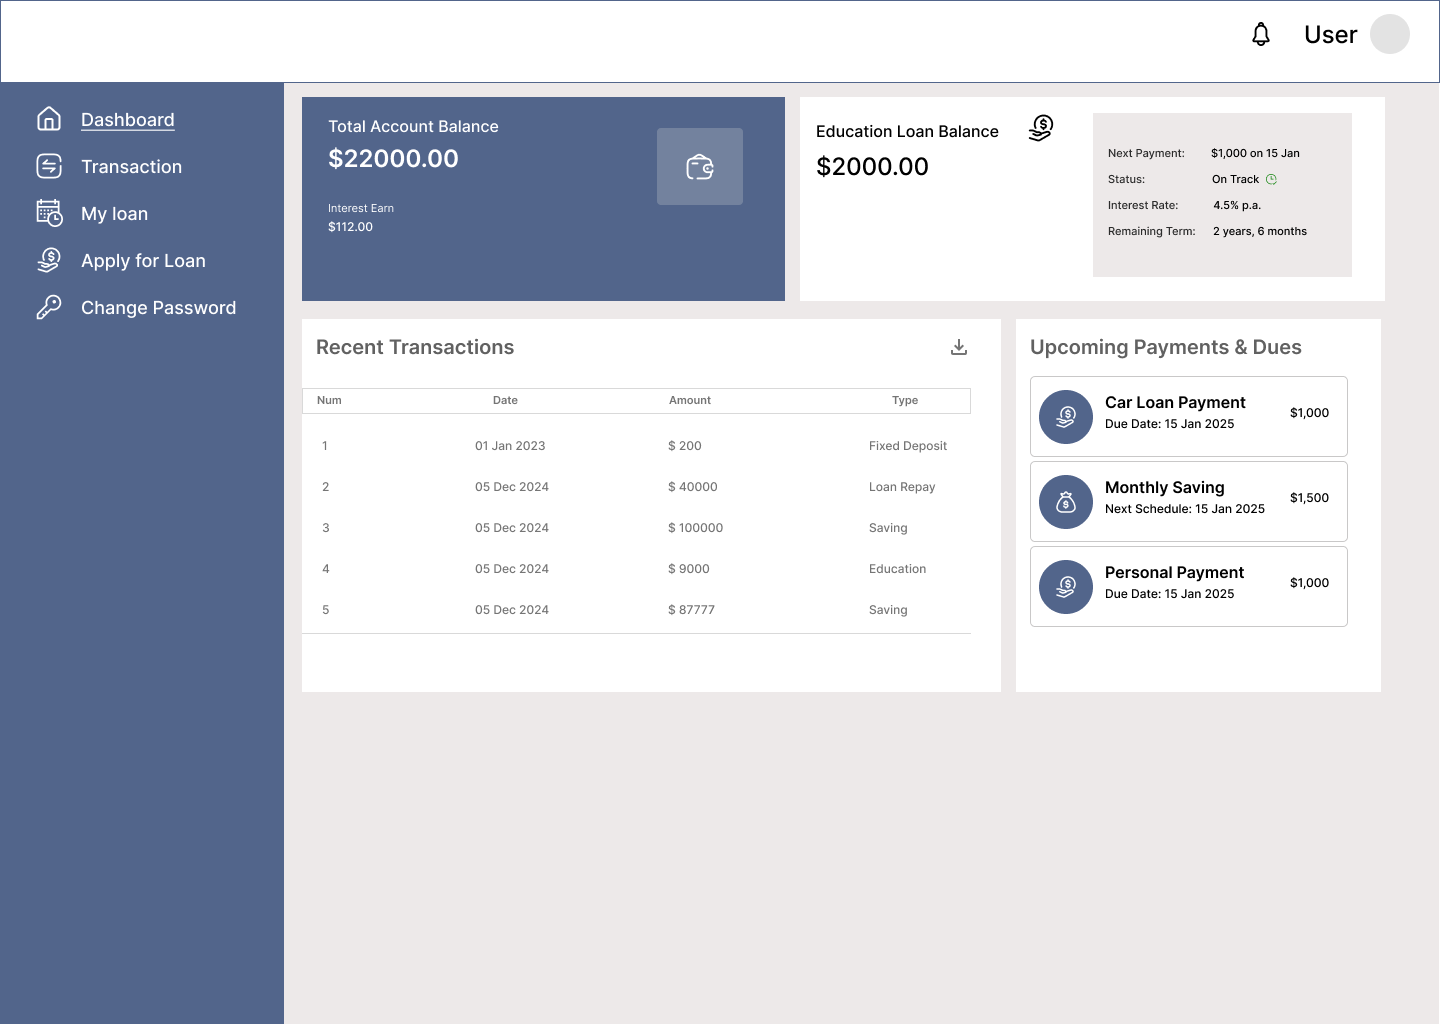 User
Dashboard
Transaction
My loan
Apply for Loan
Change Password
Total Account Balance
$22000.00
Interest Earn
$112.00
Education Loan Balance
$2000.00
Next Payment: $1,000 on 15 Jan
Status: On Track
Interest Rate: 4.5% p.a.
Remaining Term: 2 years, 6 months
Recent Transactions
Num Date Amount Type
1 01 Jan 2023 $ 200 Fixed Deposit
2 05 Dec 2024 $ 40000 Loan Repay
3 05 Dec 2024 $ 100000 Saving
4 05 Dec 2024 $ 9000 Education
5 05 Dec 2024 $ 87777 Saving
Upcoming Payments & Dues
Car Loan Payment
Due Date: 15 Jan 2025
$1,000
Monthly Saving
Next Schedule: 15 Jan 2025
$1,500
Personal Payment
Due Date: 15 Jan 2025
$1,000